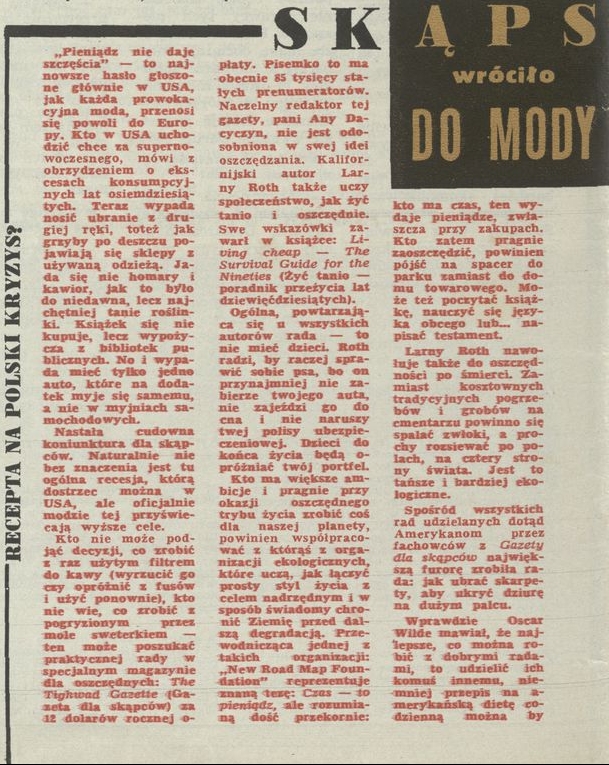 SKĄPS
wróciło
DO MODY
RECEPTA NA POLSKI KRYZYS?
„Pieniądz nie daje
szczęścia” — to naj-
nowsze hasło głoszo-
ne głównie w USA,
jak każda prowoka-
cyjna moda, przenosi
się powoli do Euro-
py. Kto w USA ucho-
dzić chce za superno-
woczesnego, mówi z
obrzydzeniem o eks-
cesach konsumpcyj-
nych lat osiemdziesią-
tych. Teraz wypada
nosić ubranie z dru-
giej ręki, toteż jak
grzyby po deszczu po-
jawiają się sklepy z
używaną odzieżą. Ja-
da się nie homary i
kawior, jak to było
do niedawna, lecz naj-
chętniej tanie roślin-
ki. Książek się nie
kupuje, lecz wypoży-
cza z bibliotek pu-
blicznych. No i wypa-
da mieć tylko jedno
auto, które na doda-
tek myje się samemu,
a nie w myjniach sa-
mochodowych.
Nastała cudowna
koniunktura dla skąp-
ców. Naturalnie nie
bez znaczenia jest tu
ogólna recesja, którą
dostrzec można w
USA, ale oficjalnie
modzie tej przyświe-
cają wyższe cele.
Kto nie może pod-
jąć decyzji, co zrobić
z raz użytym filtrem
do kawy (wyrzucić go
czy opróżnić z fusów
i użyć ponownie), kto
nie wie, co zrobić z
pogryzionym przez
mole sweterkiem —
ten może poszukać
praktycznej rady w
specjalnym magazynie
dla oszczędnych: The
Tighwad Gazette (Ga-
zeta dla skąpców) za
12 dolarów rocznej o-
płaty. Pisemko to ma
obecnie 85 tysięcy sta-
łych prenumeratorów.
Naczelny redaktor tej
gazety, pani Any Da-
cyczyn, nie jest odo-
sobniona w swej idei
oszczędzania. Kalifor-
nijski autor Lar-
ny Roth także uczy
społeczeństwo, jak żyć
tanio i oszczędnie.
Swe wskazówki za-
warł w książce: Li-
ving cheap — The
Survival Guide for the
Nineties (Żyć tanio —
poradnik przeżycia lat
dziewięćdziesiątych).
Ogólna, powtarzają-
ca się u wszystkich
autorów rada — to
nie mieć dzieci. Roth
radzi, by raczej spra-
wić sobie psa, bo on
przynajmniej nie za-
bierze twojego auta,
nie zajeździ go do
cna i nie naruszy
twej polisy ubezpie-
czeniowej. Dzieci do
końca życia będą o-
próżniać twój portfel.
Kto ma większe am-
bicje i pragnie przy
okazji oszczędnego
trybu życia zrobić coś
dla naszej planety,
powinien współpraco-
wać z którąś z orga-
nizacji ekologicznych,
które uczą, jak łączyć
prosty styl życia z
celem nadrzędnym i w
sposób świadomy chro-
nić Ziemię przed dal-
szą degradacją. Prze-
wodnicząca jednej z
takich organizacji:
„New Road Map Foun-
dation” reprezentuje
znaną tezę: Czas — to
pieniądz, ale rozumia-
ną dość przekornie:
kto ma czas, ten wy-
daje pieniądze, zwła-
szcza przy zakupach.
Kto zatem pragnie
zaoszczędzić, powinien
pójść na spacer do
parku zamiast do do-
mu towarowego. Mo-
że też poczytać książ-
kę, nauczyć się języ-
ka obcego lub... na-
pisać testament.
Larny Roth nawo-
łuje także do oszczęd-
ności po śmierci. Za-
miast kosztownych
tradycyjnych pogrze-
bów i grobów na
cmentarzu powinno się
spalać zwłoki, a pro-
chy rozsiewać po po-
lach, na cztery stro-
ny świata. Jest to
tańsze i bardziej eko-
logiczne.
Spośród wszystkich
rad udzielanych dotąd
Amerykanom przez
fachowców z Gazety
dla skąpców najwięk-
szą furorę zrobiła ra-
da: jak ubrać skarpe-
ty, aby ukryć dziurę
na dużym palcu.
Wprawdzie Oscar
Wilde mawiał, że naj-
lepsze, co można ro-
bić z dobrymi rada-
mi, to udzielić ich
komuś innemu, nie-
mniej przepis na a-
merykańską dietę co-
dzienną można by